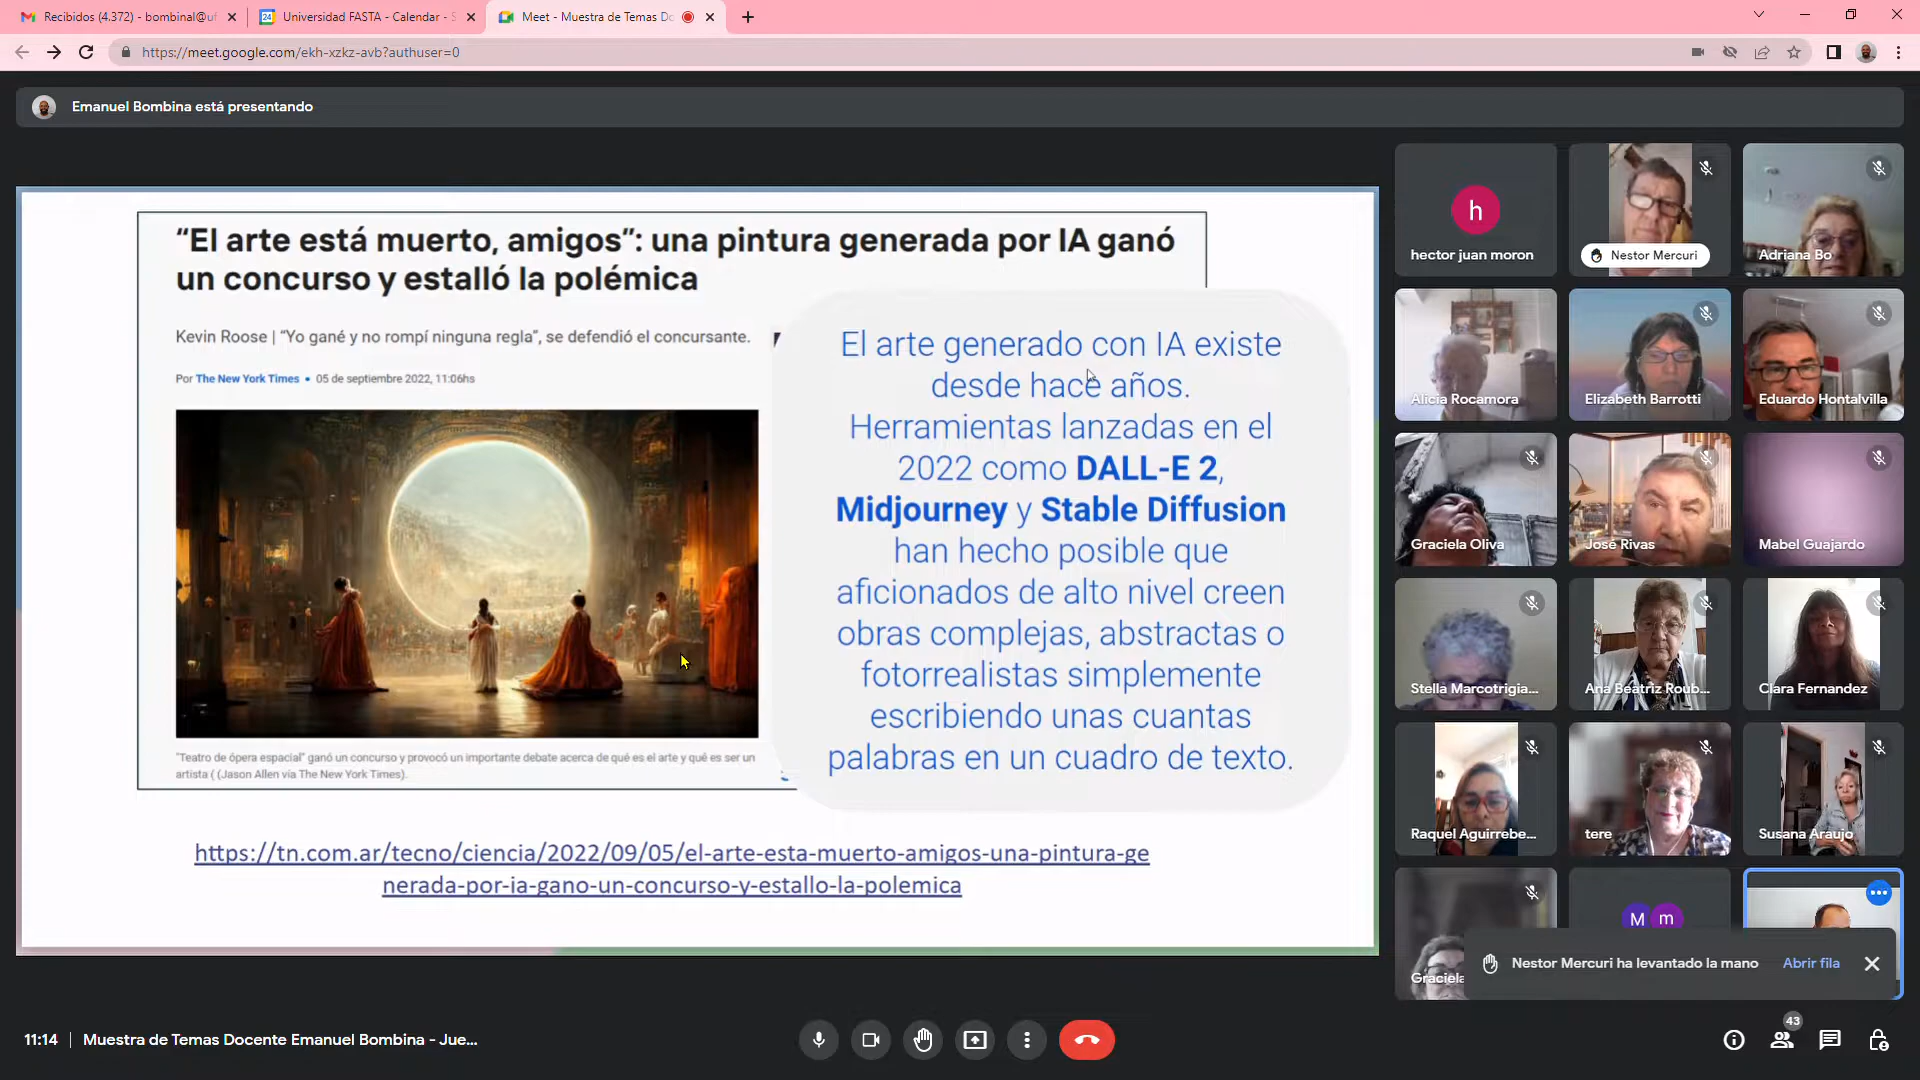 Recibidos (4.372) - bombinal@uf
Universidad FASTA - Calendar - S
Meet - Muestra de Temas Do
https://meet.google.com/ekh-xzkz-avb?authuser=0
Emanuel Bombina está presentando
“El arte está muerto, amigos”: una pintura generada por IA ganó
un concurso y estalló la polémica
Kevin Roose | “Yo gané y no rompí ninguna regla”, se defendió el concursante.
Por The New York Times • 05 de septiembre 2022, 11:06hs
"Teatro de ópera espacial" ganó un concurso y provocó un importante debate acerca de qué es el arte y qué es ser un
artista ( (Jason Allen vía The New York Times).
El arte generado con IA existe
desde hace años.
Herramientas lanzadas en el
2022 como DALL-E 2,
Midjourney y Stable Diffusion
han hecho posible que
aficionados de alto nivel creen
obras complejas, abstractas o
fotorrealistas simplemente
escribiendo unas cuantas
palabras en un cuadro de texto.
https://tn.com.ar/tecno/ciencia/2022/09/05/el-arte-esta-muerto-amigos-una-pintura-ge
nerada-por-ia-gano-un-concurso-y-estallo-la-polemica
h
hector juan moron
Nestor Mercuri
Adriana Bo
Alicia Rocamora
Elizabeth Barrotti
Eduardo Hontalvilla
Graciela Oliva
José Rivas
Mabel Guajardo
Stella Marcotrigia...
Ana Beatriz Roub...
Clara Fernandez
Raquel Aguirrebe...
tere
Susana Araujo
Graciela
M m
Nestor Mercuri ha levantado la mano
Abrir fila
11:14 | Muestra de Temas Docente Emanuel Bombina - Jue...
43